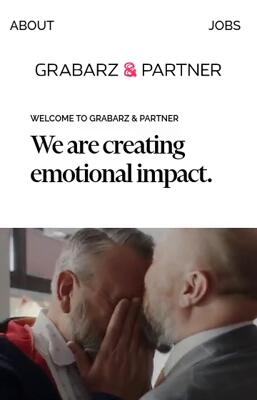 ABOUT JOBS
GRABARZ & PARTNER
WELCOME TO GRABARZ & PARTNER
We are creating
emotional impact.